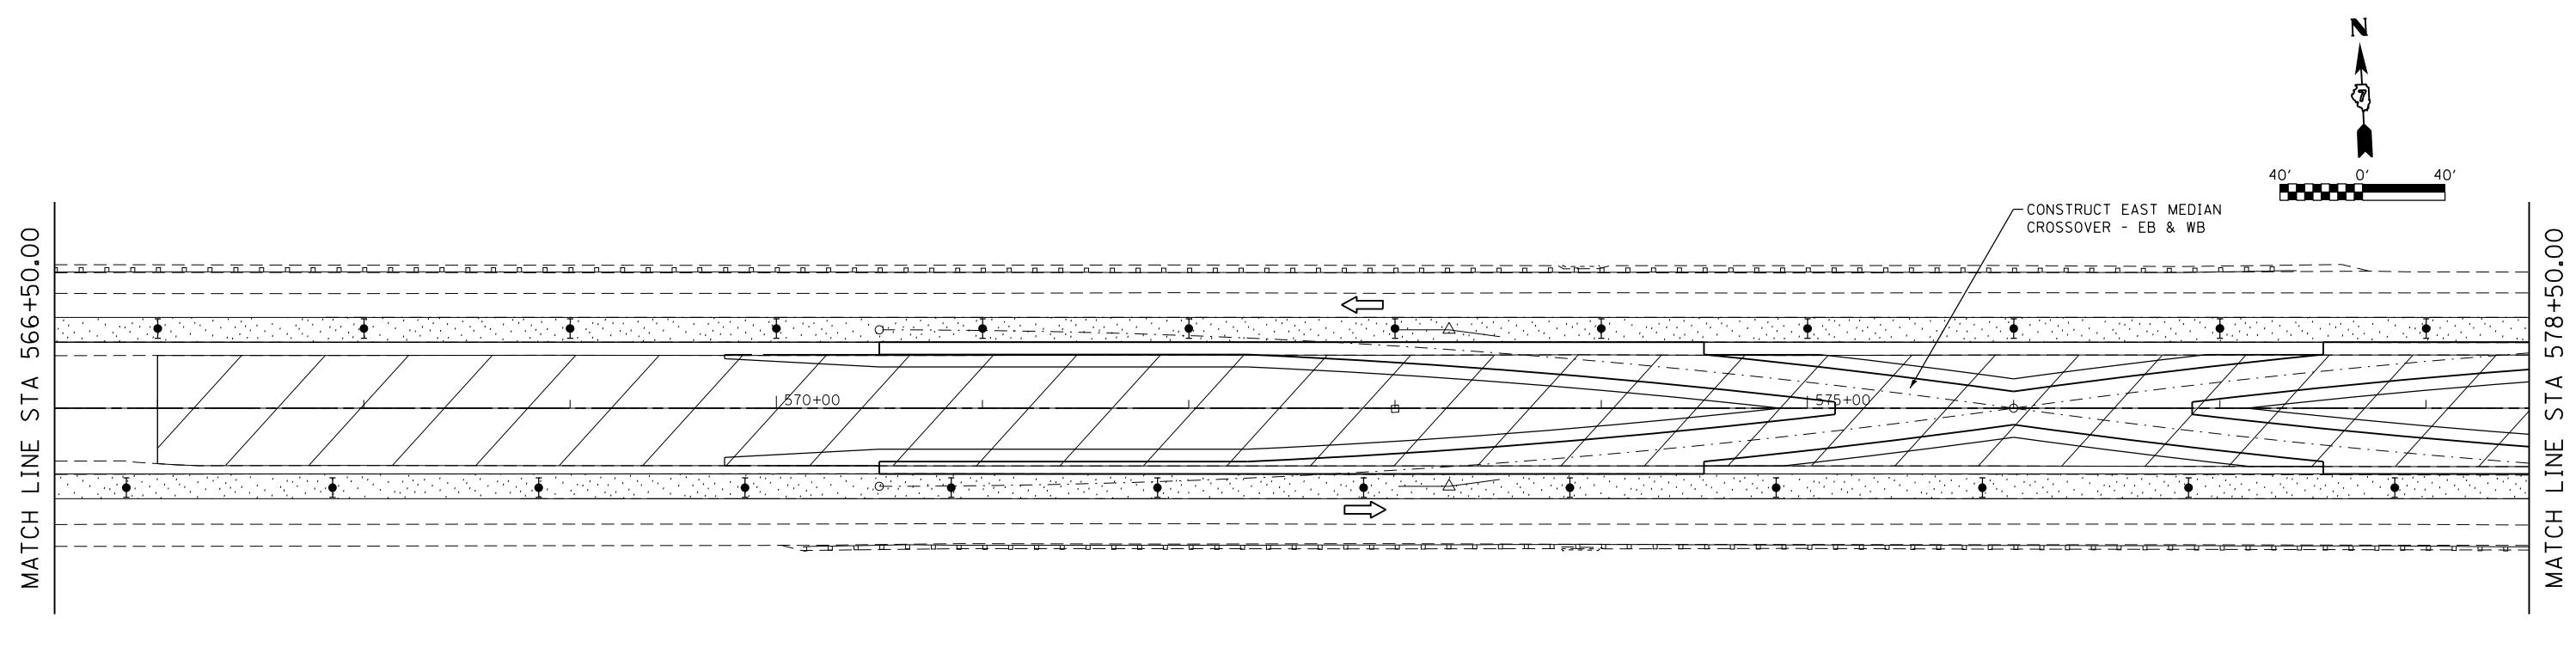 N
7
40' 0' 40'
CONSTRUCT EAST MEDIAN
CROSSOVER - EB & WB
MATCH LINE STA 566+50.00
570+00
575+00
MATCH LINE STA 578+50.00